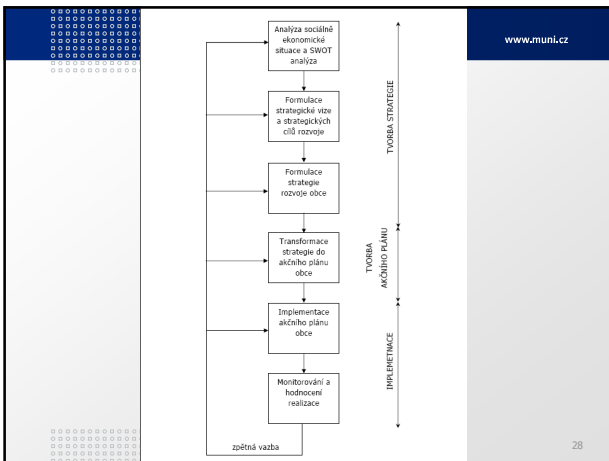 www.muni.cz
Analýza sociálně
ekonomické
situace a SWOT
analýza
Formulace
strategické vize
a strategických
cílů rozvoje
Formulace
strategie
rozvoje obce
Transformace
strategie do
akčního plánu
obce
Implementace
akčního plánu
obce
Monitorování a
hodnocení
realizace
zpětná vazba
TVORBA STRATEGIE
TVORBA
AKČNÍHO PLÁNU
IMPLEMETNACE
28